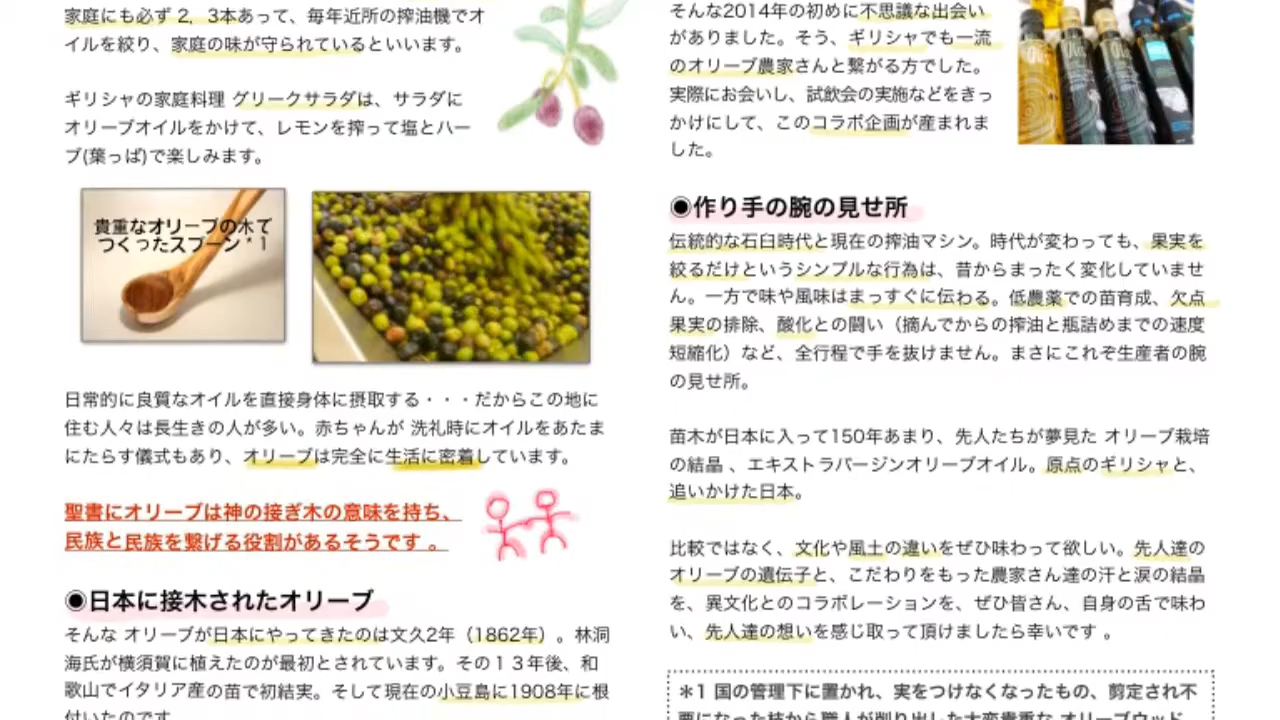 家庭にも必ず 2，3本あって、毎年近所の搾油機でオ
イルを絞り、家庭の味が守られているといいます。
ギリシャの家庭料理 グリークサラダは、サラダに
オリーブオイルをかけて、レモンを搾って塩とハー
ブ(葉っぱ)で楽しみます。
貴重なオリーブの木で
つくったスプーン *1
日常的に良質なオイルを直接身体に摂取する・・・だからこの地に
住む人々は長生きの人が多い。赤ちゃんが 洗礼時にオイルをあたま
にたらす儀式もあり、オリーブは完全に生活に密着しています。
聖書にオリーブは神の接ぎ木の意味を持ち、
民族と民族を繋げる役割があるそうです 。
◉日本に接木されたオリーブ
そんな オリーブが日本にやってきたのは文久2年（1862年）。林洞
海氏が横須賀に植えたのが最初とされています。その１３年後、和
歌山でイタリア産の苗で初結実。そして現在の小豆島に1908年に根
付いたのです
そんな2014年の初めに不思議な出会い
がありました。そう、ギリシャでも一流
のオリーブ農家さんと繋がる方でした。
実際にお会いし、試飲会の実施などをきっ
かけにして、このコラボ企画が産まれま
した。
◉作り手の腕の見せ所
伝統的な石臼時代と現在の搾油マシン。時代が変わっても、果実を
絞るだけというシンプルな行為は、昔からまったく変化していませ
ん。一方で味や風味はまっすぐに伝わる。低農薬での苗育成、欠点
果実の排除、酸化との闘い（摘んでからの搾油と瓶詰めまでの速度
短縮化）など、全行程で手を抜けません。まさにこれぞ生産者の腕
の見せ所。
苗木が日本に入って150年あまり、先人たちが夢見た オリーブ栽培
の結晶 、エキストラバージンオリーブオイル。原点のギリシャと、
追いかけた日本。
比較ではなく、文化や風土の違いをぜひ味わって欲しい。先人達の
オリーブの遺伝子と、こだわりをもった農家さん達の汗と涙の結晶
を、異文化とのコラボレーションを、ぜひ皆さん、自身の舌で味わ
い、先人達の想いを感じ取って頂けましたら幸いです 。
＊1 国の管理下に置かれ、実をつけなくなったもの、剪定され不
要になった枝から職人が削り出した大変貴重な オリーブウッド